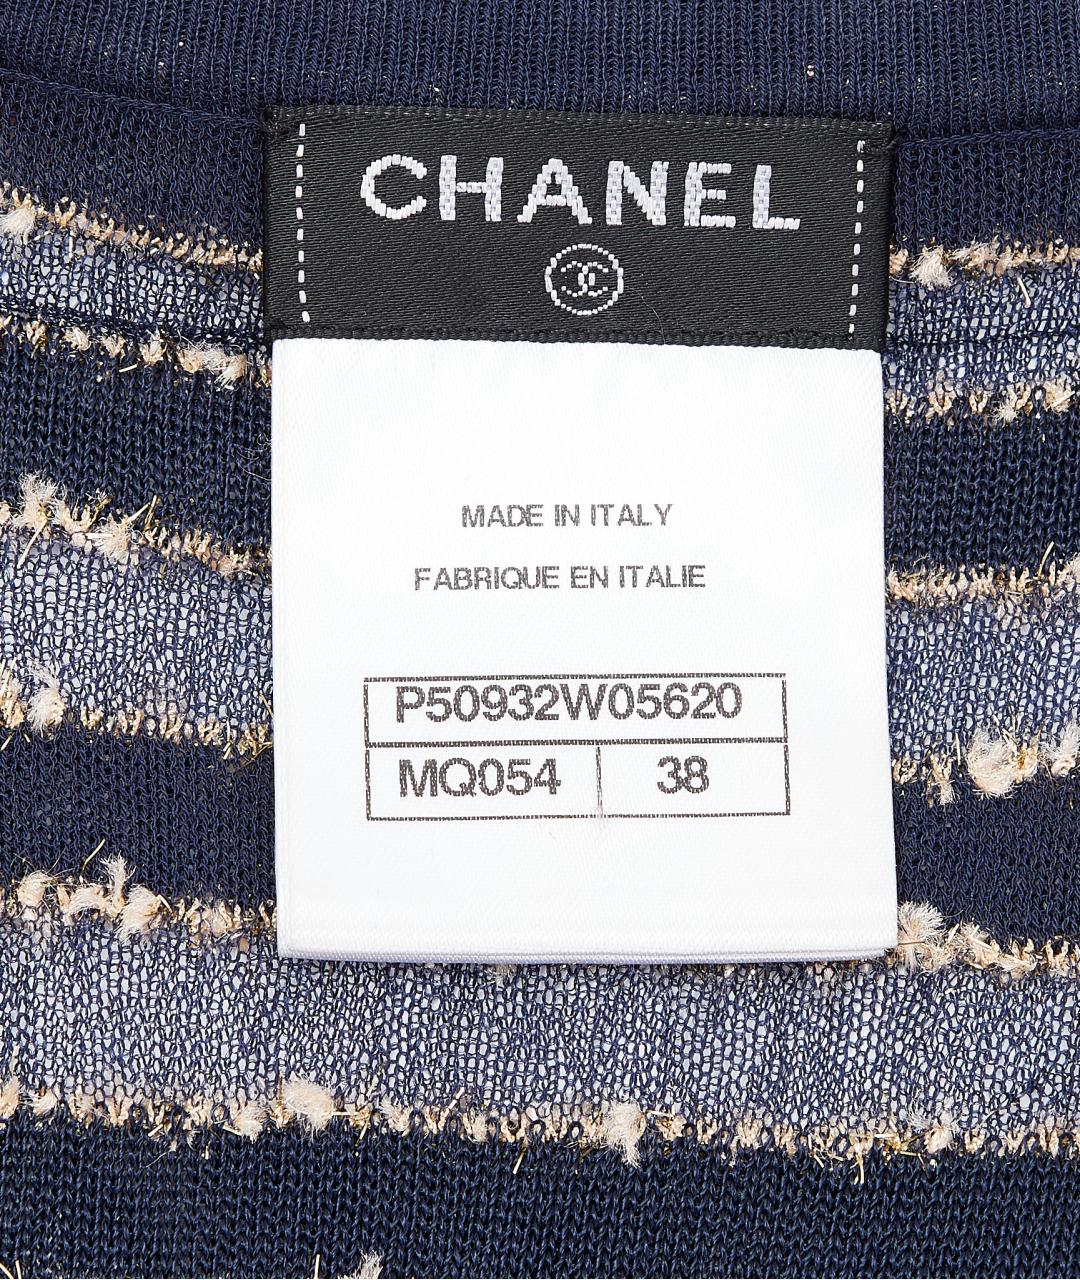 CHANEL
MADE IN ITALY
FABRIQUE EN ITALIE
P50932W05620
MQ054 38